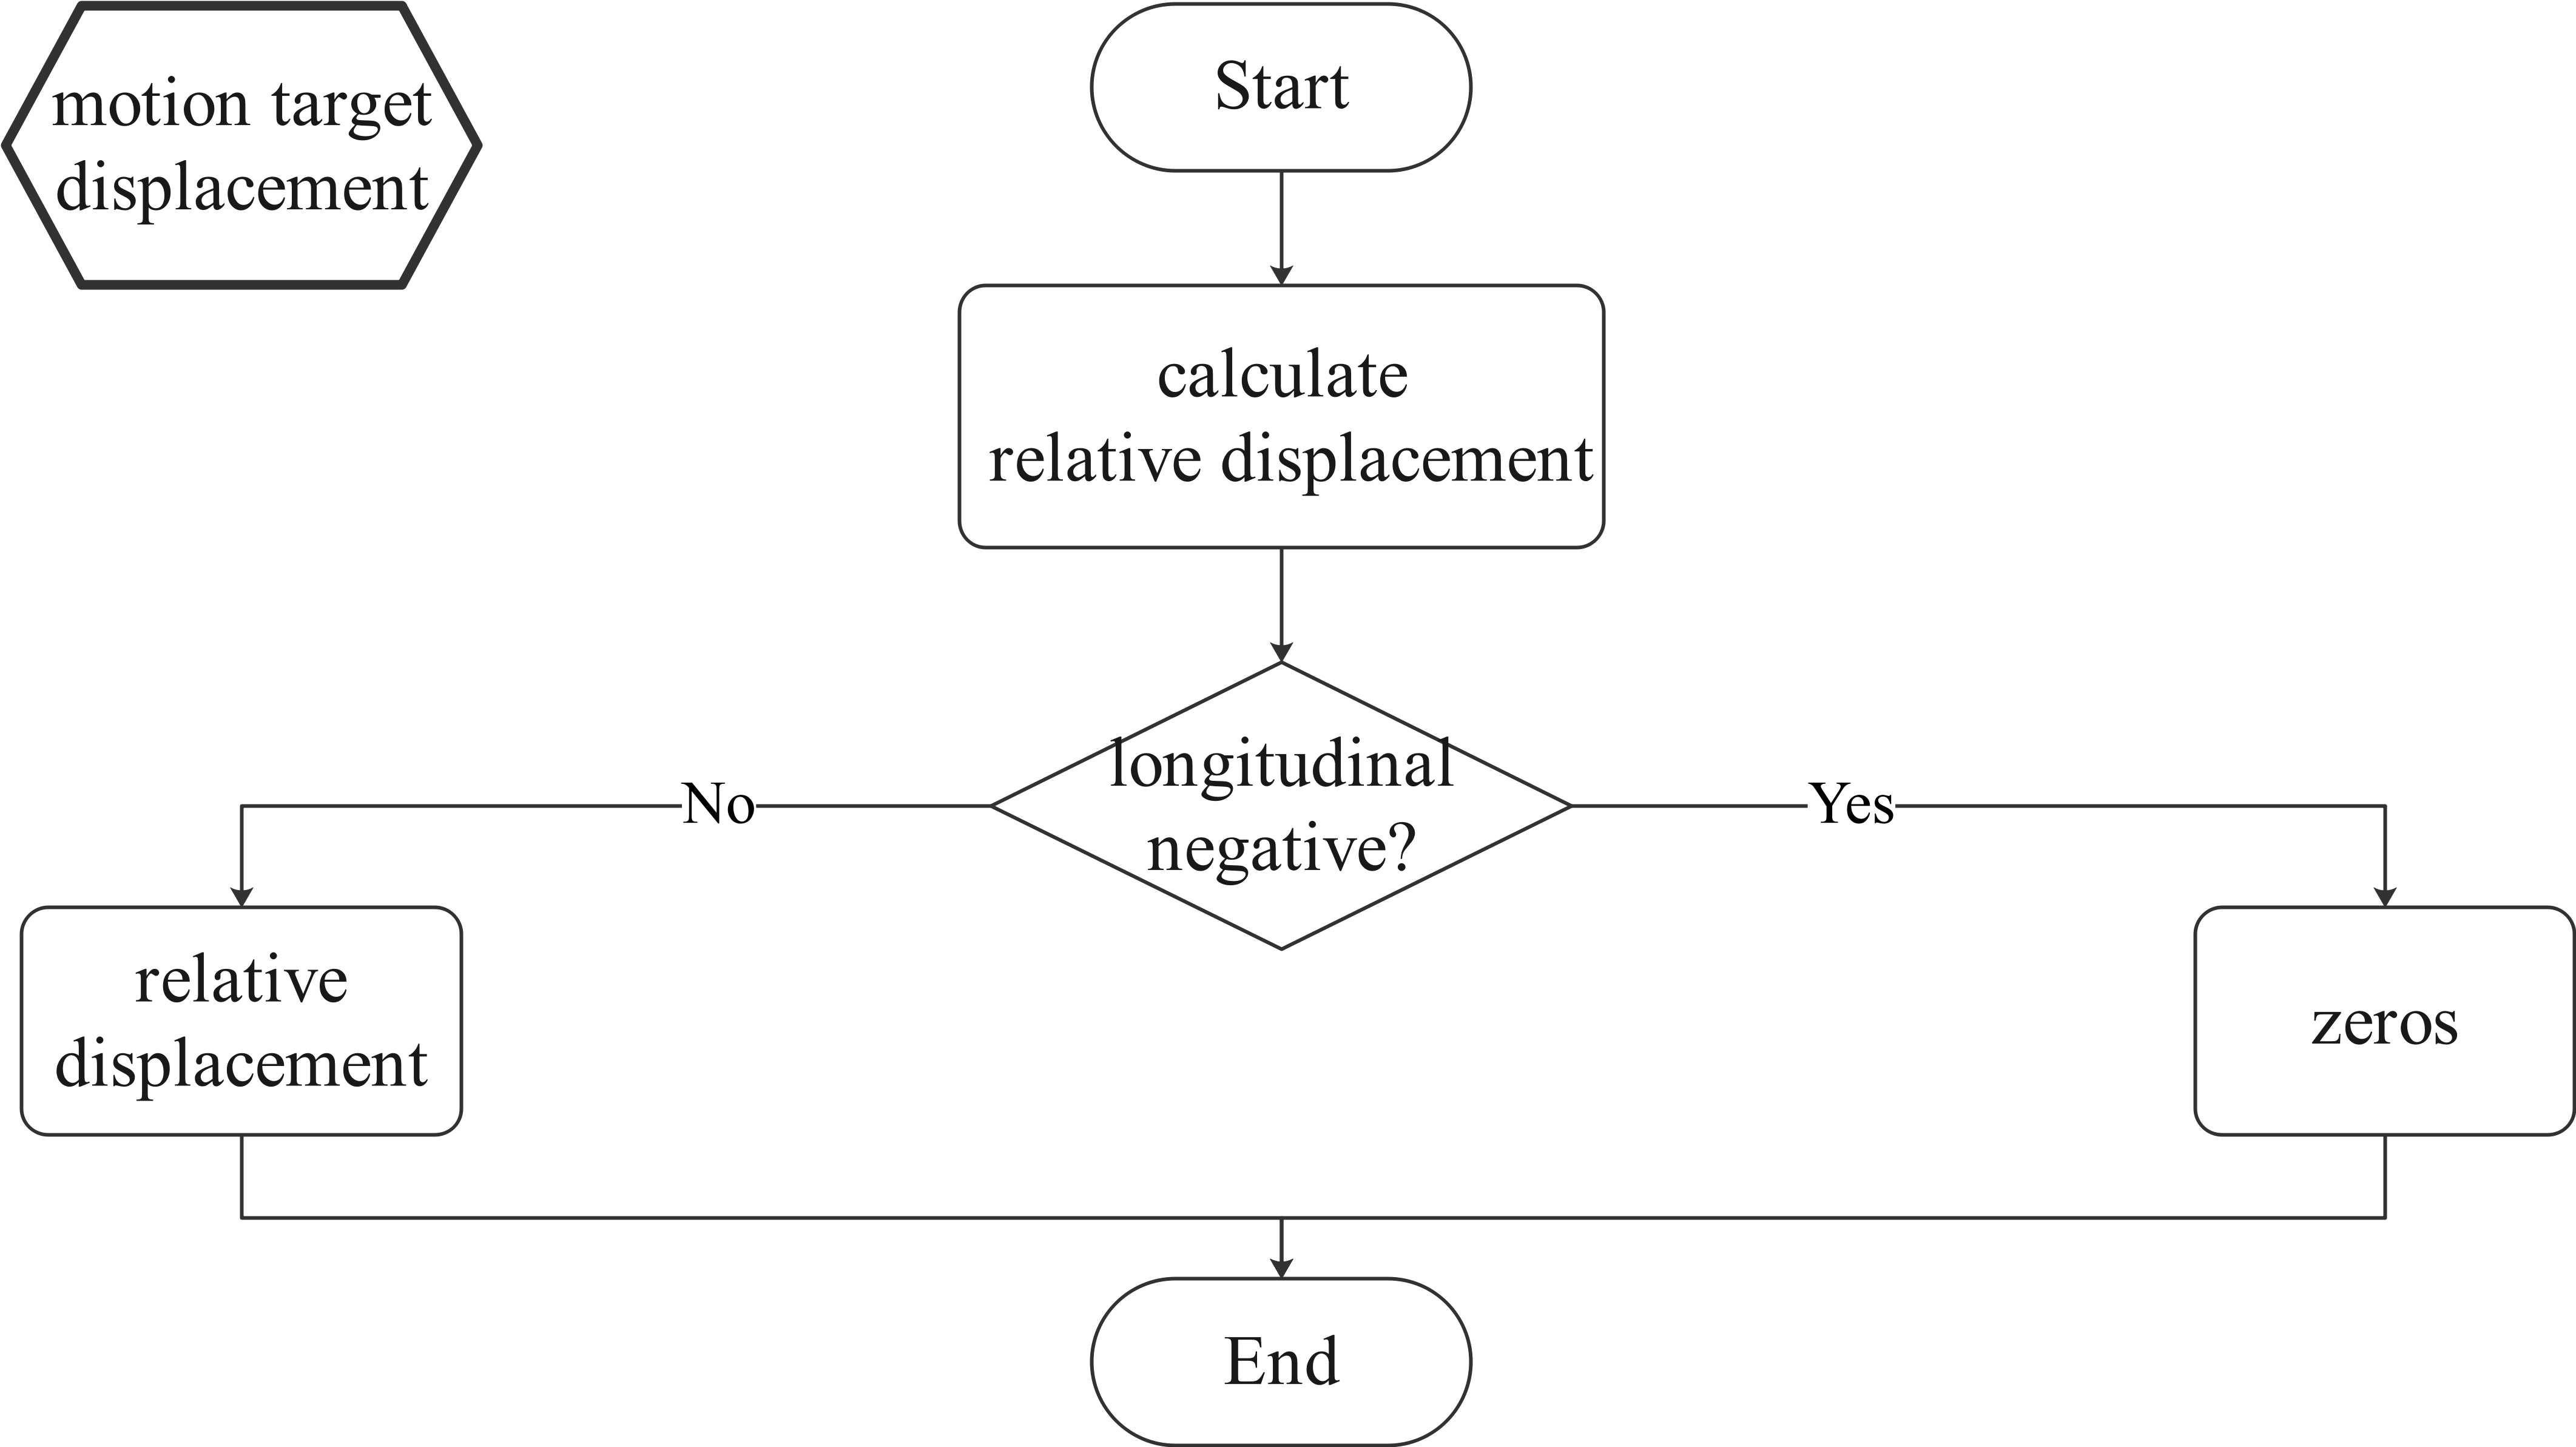 motion target
displacement
Start
calculate
relative displacement
longitudinal
negative?
No
Yes
relative
displacement
zeros
End